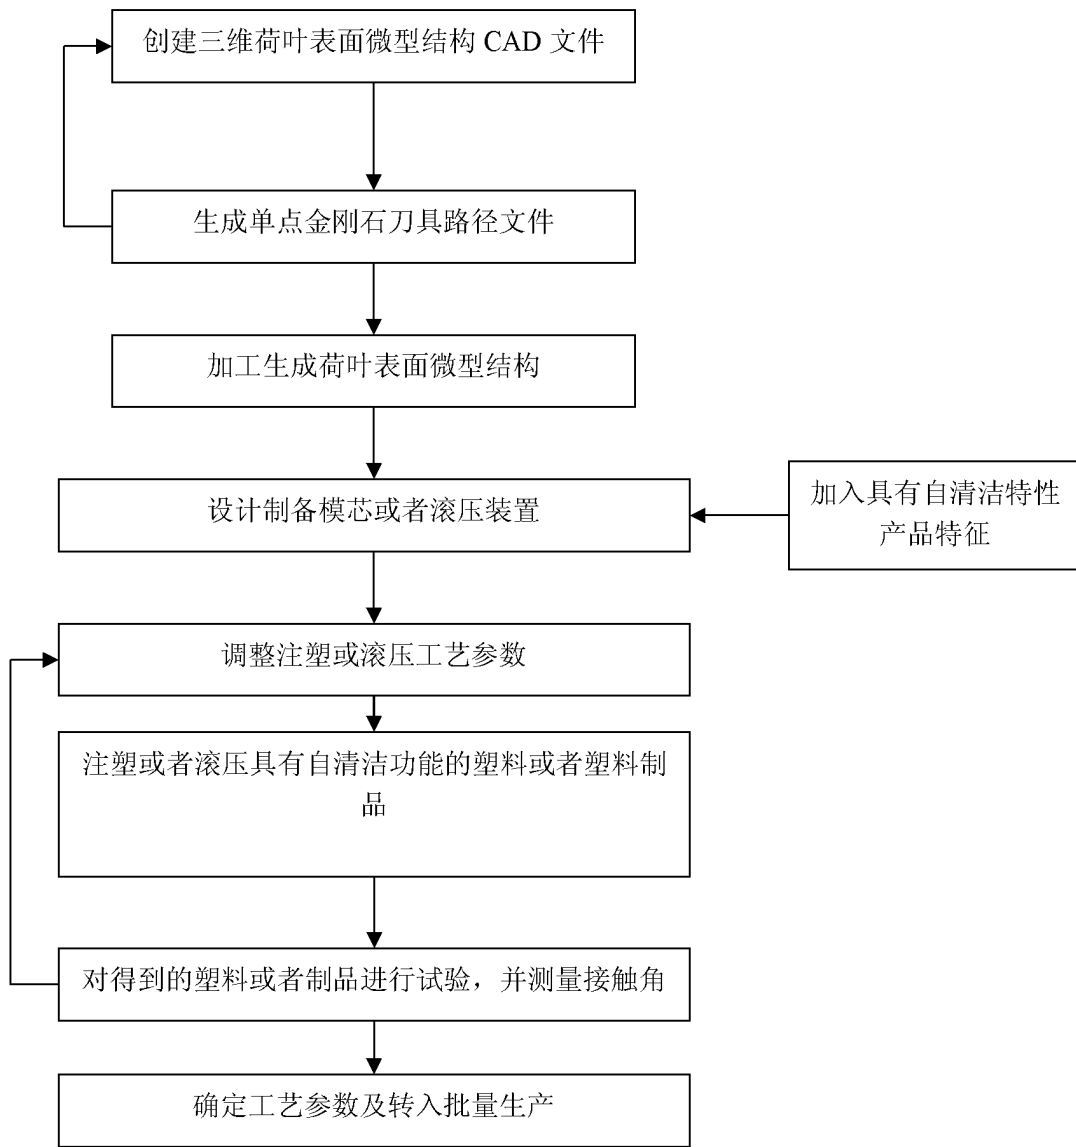 创建三维荷叶表面微型结构 CAD 文件
生成单点金刚石刀具路径文件
加工生成荷叶表面微型结构
设计制备模芯或者滚压装置
加入具有自清洁特性
产品特征
调整注塑或滚压工艺参数
注塑或者滚压具有自清洁功能的塑料或者塑料制
品
对得到的塑料或者制品进行试验，并测量接触角
确定工艺参数及转入批量生产